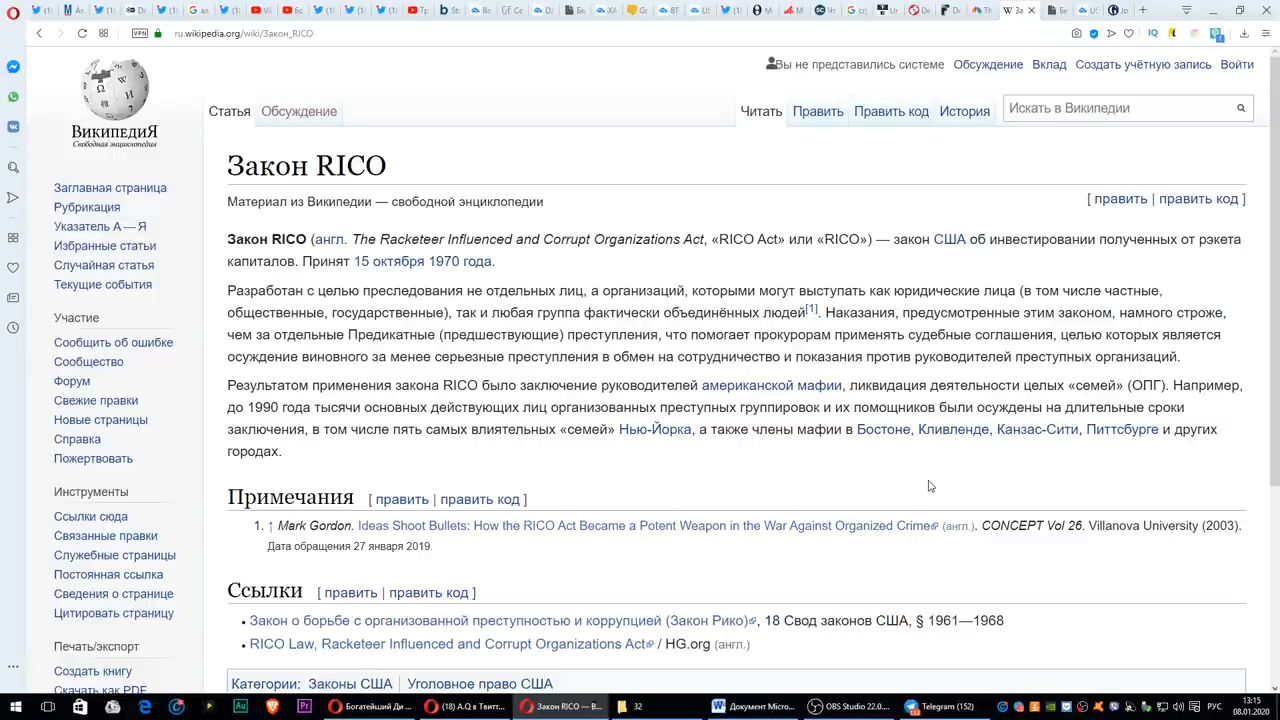 ru.wikipedia.org/wiki/Закон_RICO
VPN
Вы не представились системе Обсуждение Вклад Создать учётную запись Войти
ВИКИПЕДИЯ
Свободная энциклопедия
Статья Обсуждение Читать Править Править код История Искать в Википедии
Заглавная страница
Рубрикация
Указатель А — Я
Избранные статьи
Случайная статья
Текущие события
Участие
Сообщить об ошибке
Сообщество
Форум
Свежие правки
Новые страницы
Справка
Пожертвовать
Инструменты
Ссылки сюда
Связанные правки
Служебные страницы
Постоянная ссылка
Сведения о странице
Цитировать страницу
Печать/экспорт
Создать книгу
Скачать как PDF
Закон RICO
Материал из Википедии — свободной энциклопедии
[ править | править код ]
Закон RICO (англ. The Racketeer Influenced and Corrupt Organizations Act, «RICO Act» или «RICO») — закон США об инвестировании полученных от рэкета
капиталов. Принят 15 октября 1970 года.
Разработан с целью преследования не отдельных лиц, а организаций, которыми могут выступать как юридические лица (в том числе частные,
общественные, государственные), так и любая группа фактически объединённых людей[1]. Наказания, предусмотренные этим законом, намного строже,
чем за отдельные Предикатные (предшествующие) преступления, что помогает прокурорам применять судебные соглашения, целью которых является
осуждение виновного за менее серьезные преступления в обмен на сотрудничество и показания против руководителей преступных организаций.
Результатом применения закона RICO было заключение руководителей американской мафии, ликвидация деятельности целых «семей» (ОПГ). Например,
до 1990 года тысячи основных действующих лиц организованных преступных группировок и их помощников были осуждены на длительные сроки
заключения, в том числе пять самых влиятельных «семей» Нью-Йорка, а также члены мафии в Бостоне, Кливленде, Канзас-Сити, Питтсбурге и других
городах.
Примечания [ править | править код ]
1. ↑ Mark Gordon. Ideas Shoot Bullets: How the RICO Act Became a Potent Weapon in the War Against Organized Crime (англ.). CONCEPT Vol 26. Villanova University (2003).
Дата обращения 27 января 2019.
Ссылки [ править | править код ]
• Закон о борьбе с организованной преступностью и коррупцией (Закон Рико), 18 Свод законов США, § 1961—1968
• RICO Law, Racketeer Influenced and Corrupt Organizations Act / HG.org (англ.)
Категории: Законы США Уголовное право США
Богатейший Ди ... (18) A.Q в Твитт... Закон RICO — В... 32 Документ Micros... OBS Studio 22.0.... Telegram (152) РУС 13:15
08.01.2020